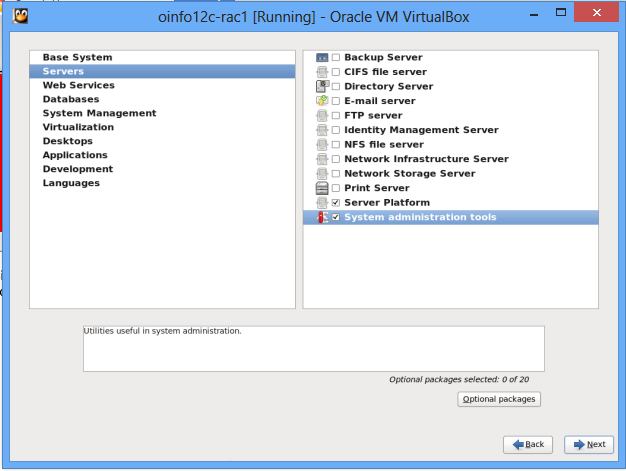 oinfo12c-rac1 [Running] - Oracle VM VirtualBox
Base System
Servers
Web Services
Databases
System Management
Virtualization
Desktops
Applications
Development
Languages
Backup Server
CIFS file server
Directory Server
E-mail server
FTP server
Identity Management Server
NFS file server
Network Infrastructure Server
Network Storage Server
Print Server
Server Platform
System administration tools
Utilities useful in system administration.
Optional packages selected: 0 of 20
Optional packages
Back
Next